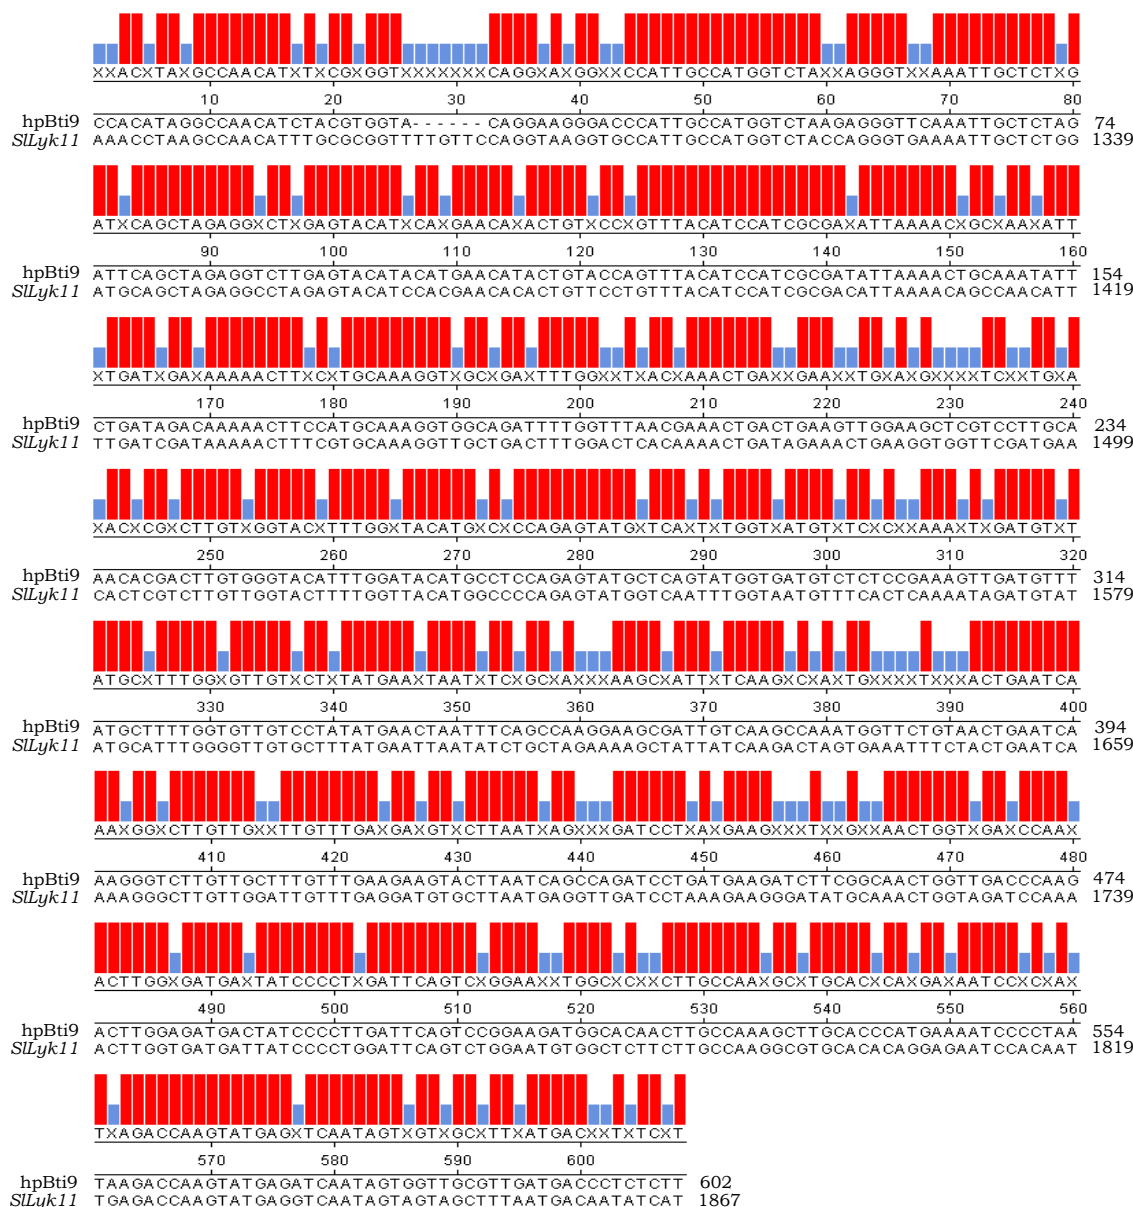 XXACXTAXGCCAACATXTXCGXGGTXXXXXXXCAGGXAXGGXXCCATTGCCATGGTCTAXXAGGGTXXAAATTGCTCTXG
10 20 30 40 50 60 70 80
hpBti9 CCACATAGGCCAACATCTACGTGGTA------CAGGAAGGGACCCATTGCCATGGTCTAAGAGGGTTCAAATTGCTCTAG 74
SlLyk11 AAACCTAAGCCAACATTTGCGCGGTTTTGTTCCAGGTAAGGTGCCATTGCCATGGTCTACCAGGGTGAAAATTGCTCTGG 1339
ATXCAGCTAGAGGXCTXGAGTACATXCAXGAACAXACTGTXCCXGTTTACATCCATCGCGAXATTAAAACXGCXAAXATT
90 100 110 120 130 140 150 160
hpBti9 ATTCAGCTAGAGGTCTTGAGTACATACATGAACATACTGTACCAGTTTACATCCATCGCGATATTAAAACTGCAAATATT 154
SlLyk11 ATGCAGCTAGAGGCCTAGAGTACATCCACGAACACACTGTTCCTGTTTACATCCATCGCGACATTAAAACAGCCAACATT 1419
XTGATXGAXAAAAACTTXCXTGCAAAGGTXGCXGAXTTTGGXXTXACXAAACTGAXXGAAXXTGXAXGXXXXTCXXTGXA
170 180 190 200 210 220 230 240
hpBti9 CTGATAGACAAAAACTTCCATGCAAAGGTGGCAGATTTTGGTTTAACGAAACTGACTGAAGTTGGAAGCTCGTCCTTGCA 234
SlLyk11 TTGATCGATAAAAACTTTCGTGCAAAGGTTGCTGACTTTGGACTCACAAAACTGATAGAAACTGAAGGTGGTTCGATGAA 1499
XACXCGXCTTGTXGGTACXTTTGGXTACATGXCXCCAGAGTATGXTCAXTXTGGTXATGTXTCXCXXAAAXTXGATGTXT
250 260 270 280 290 300 310 320
hpBti9 AACACGACTTGTGGGTACATTTGGATACATGCCTCCAGAGTATGCTCAGTATGGTGATGTCTCTCCGAAAGTTGATGTTT 314
SlLyk11 CACTCGTCTTGTTGGTACTTTTGGTTACATGGCCCCAGAGTATGGTCAATTTGGTAATGTTTCACTCAAAATAGATGTAT 1579
ATGCXTTTGGXGTTGTXCTXTATGAAXTAATXTCXGCXAXXXAAGCXATTXTCAAGXCXAXTGXXXXTXXXACTGAATCA
330 340 350 360 370 380 390 400
hpBti9 ATGCTTTTGGTGTTGTCCTATATGAACTAATTTCAGCCAAGGAAGCGATTGTCAAGCCAAATGGTTCTGTAACTGAATCA 394
SlLyk11 ATGCATTTGGGGTTGTGCTTTATGAATTAATATCTGCTAGAAAAGCTATTATCAAGACTAGTGAAATTTCTACTGAATCA 1659
AAXGGXCTTGTTGXXTTGTTTGAXGAXGTXCTTAATXAGXXXGATCCTXAXGAAGXXXTXXGXXAACTGGTXGAXCCAAX
410 420 430 440 450 460 470 480
hpBti9 AAGGGTCTTGTTGCTTTGTTTGAAGAAGTACTTAATCAGCCAGATCCTGATGAAGATCTTCGGCAACTGGTTGACCCAAG 474
SlLyk11 AAAGGGCTTGTTGGATTGTTTGAGGATGTGCTTAATGAGGTTGATCCTAAAGAAGGGATATGCAAACTGGTAGATCCAAA 1739
ACTTGGXGATGAXTATCCCCTXGATTCAGTCXGGAAXXTGGCXCXXCTTGCCAAXGCXTGCACXCAXGAXAATCCXCXAX
490 500 510 520 530 540 550 560
hpBti9 ACTTGGAGATGACTATCCCCTTGATTCAGTCCGGAAGATGGCACAACTTGCCAAAGCTTGCACCCATGAAAATCCCCTAA 554
SlLyk11 ACTTGGTGATGATTATCCCCTGGATTCAGTCTGGAATGTGGCTCTTCTTGCCAAGGCGTGCACACAGGAGAATCCACAAT 1819
TXAGACCAAGTATGAGXTCAATAGTXGTXGCXTTXATGACXXTXTCXT
570 580 590 600
hpBti9 TAAGACCAAGTATGAGATCAATAGTGGTTGCGTTGATGACCCTCTCTT 602
SlLyk11 TGAGACCAAGTATGAGGTCAATAGTAGTAGCTTTAATGACAATATCAT 1867